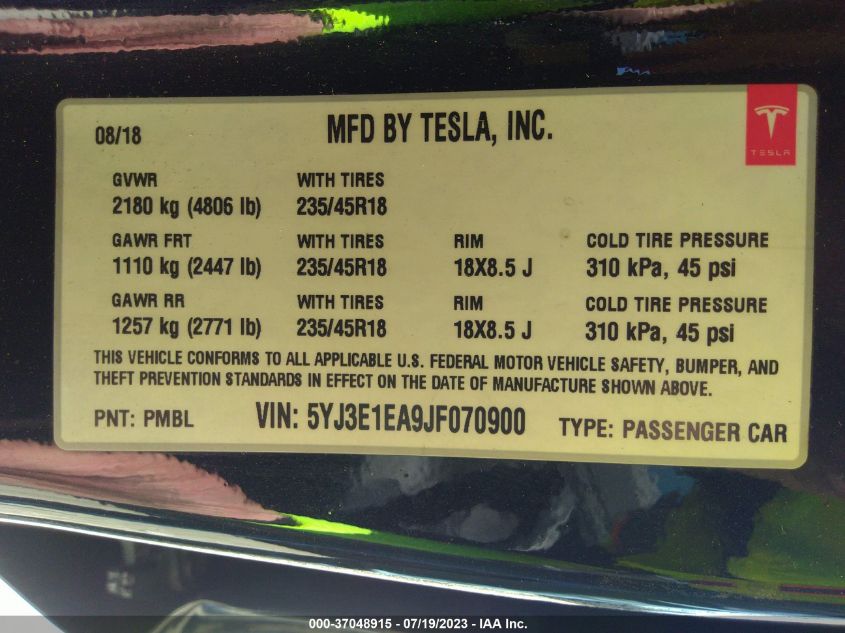 08/18 MFD BY TESLA, INC.
TESLA
GVWR WITH TIRES
2180 kg (4806 lb) 235/45R18
GAWR FRT WITH TIRES RIM COLD TIRE PRESSURE
1110 kg (2447 lb) 235/45R18 18X8.5 J 310 kPa, 45 psi
GAWR RR WITH TIRES RIM COLD TIRE PRESSURE
1257 kg (2771 lb) 235/45R18 18X8.5 J 310 kPa, 45 psi
THIS VEHICLE CONFORMS TO ALL APPLICABLE U.S. FEDERAL MOTOR VEHICLE SAFETY, BUMPER, AND
THEFT PREVENTION STANDARDS IN EFFECT ON THE DATE OF MANUFACTURE SHOWN ABOVE.
PNT: PMBL VIN: 5YJ3E1EA9JF070900 TYPE: PASSENGER CAR
000-37048915 - 07/19/2023 - IAA Inc.